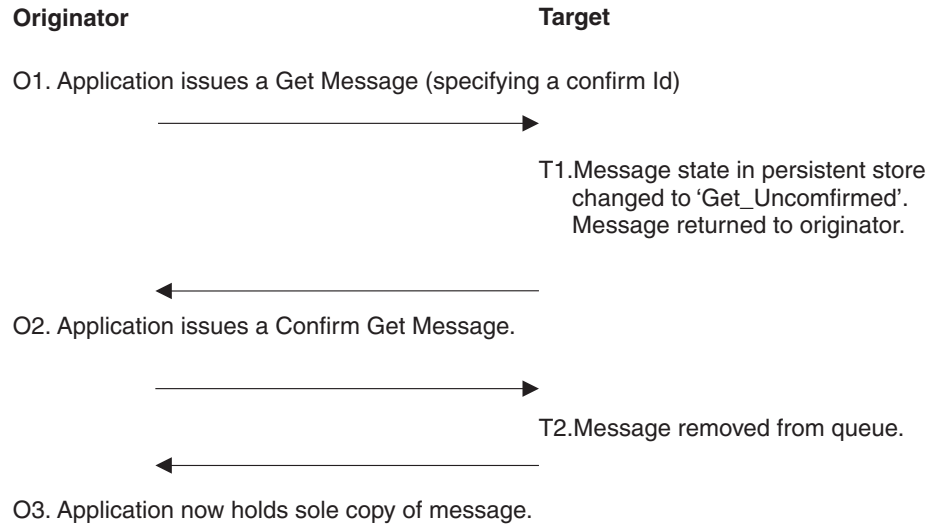 Originator Target
O1. Application issues a Get Message (specifying a confirm Id)
T1.Message state in persistent store
changed to ‘Get_Uncomfirmed’.
Message returned to originator.
O2. Application issues a Confirm Get Message.
T2.Message removed from queue.
O3. Application now holds sole copy of message.